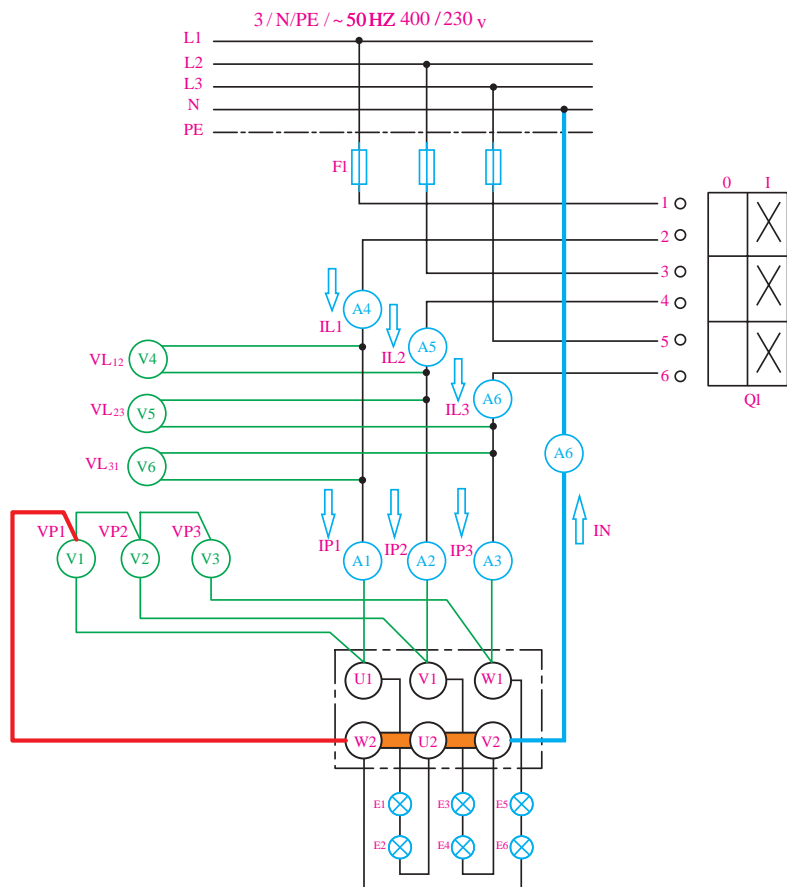 3 / N/PE / ~ 50 HZ 400 / 230 v
L1
L2
L3
N
PE
F1
0 I
1
2
3
4
5
6
Q1
A4
IL1
A5
IL2
A6
IL3
VL12
V4
VL23
V5
VL31
V6
A6
IN
VP1
VP2
VP3
V1
V2
V3
IP1
IP2
IP3
A1
A2
A3
U1
V1
W1
W2
U2
V2
E1
E3
E5
E2
E4
E6